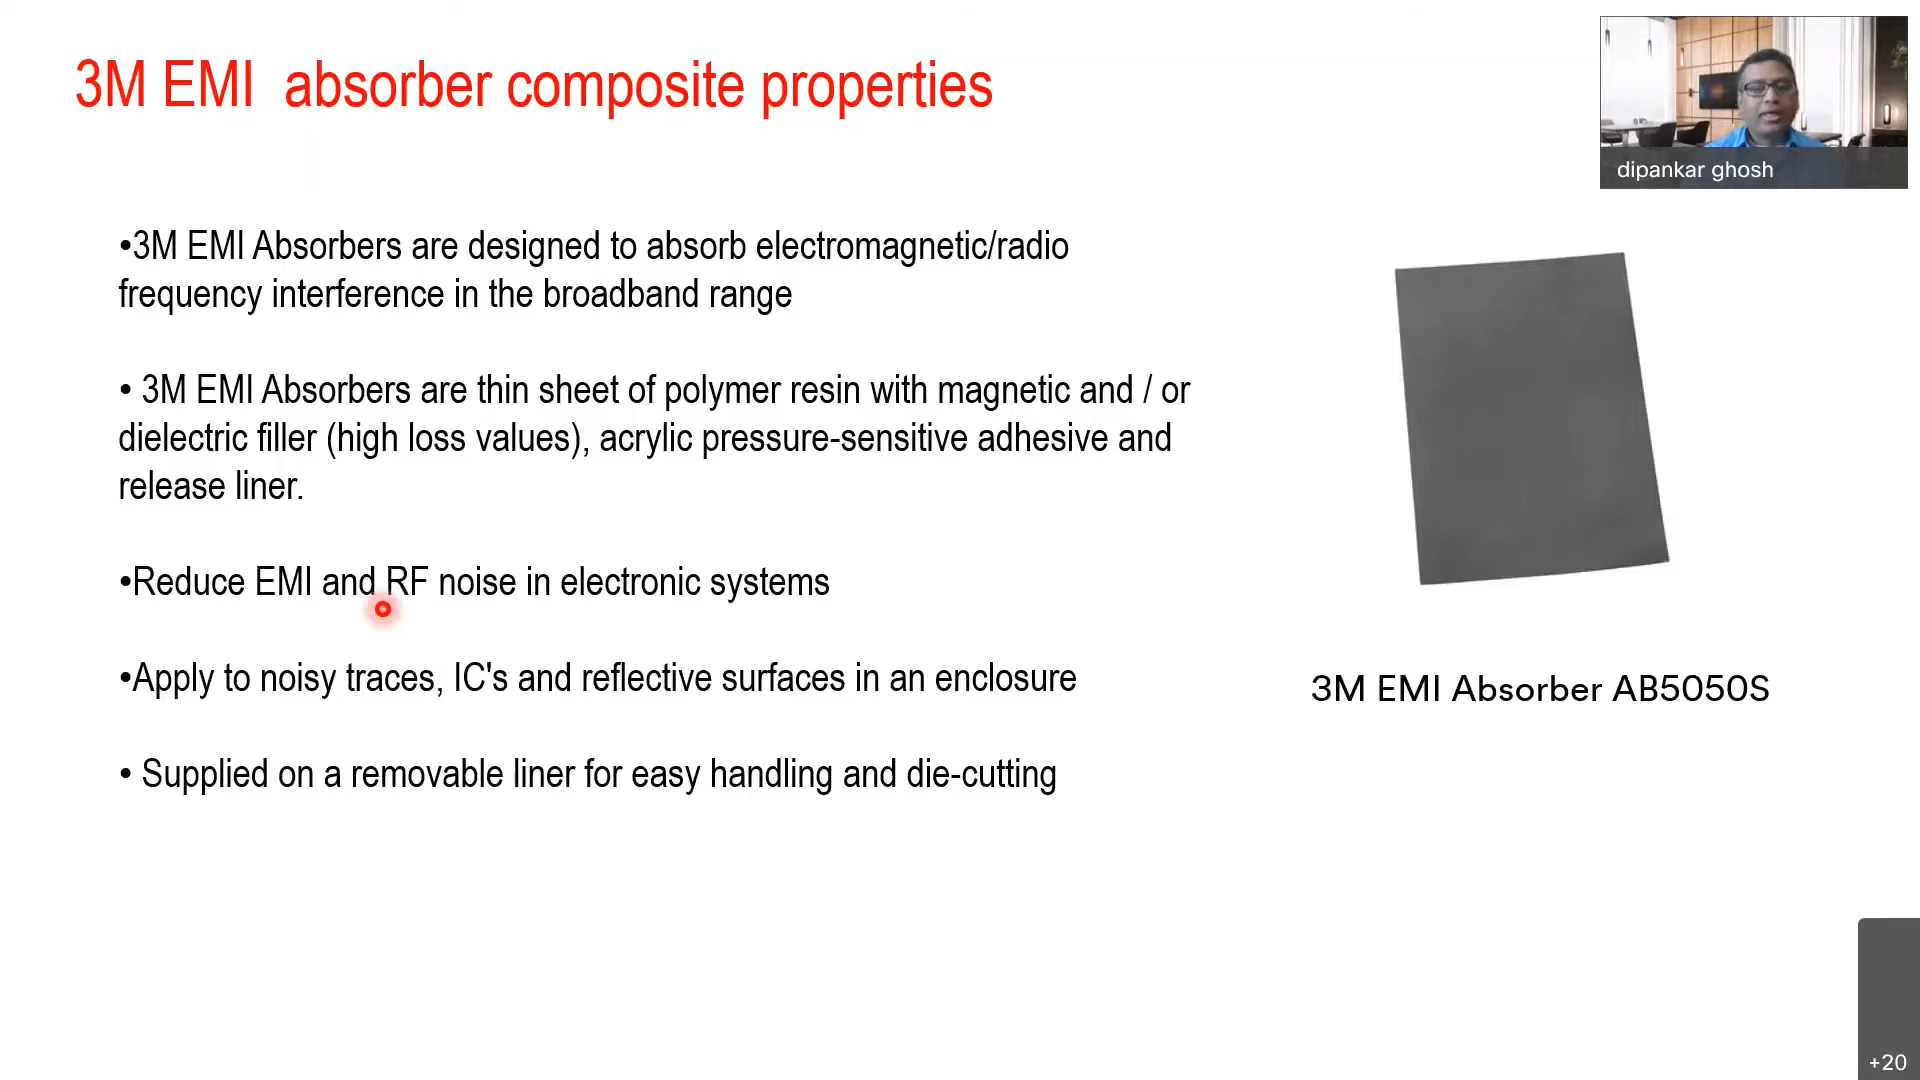 3M EMI  absorber composite properties
dipankar ghosh
•3M EMI Absorbers are designed to absorb electromagnetic/radio
frequency interference in the broadband range
• 3M EMI Absorbers are thin sheet of polymer resin with magnetic and / or
dielectric filler (high loss values), acrylic pressure-sensitive adhesive and
release liner.
•Reduce EMI and RF noise in electronic systems
•Apply to noisy traces, IC's and reflective surfaces in an enclosure
• Supplied on a removable liner for easy handling and die-cutting
3M EMI Absorber AB5050S
+20